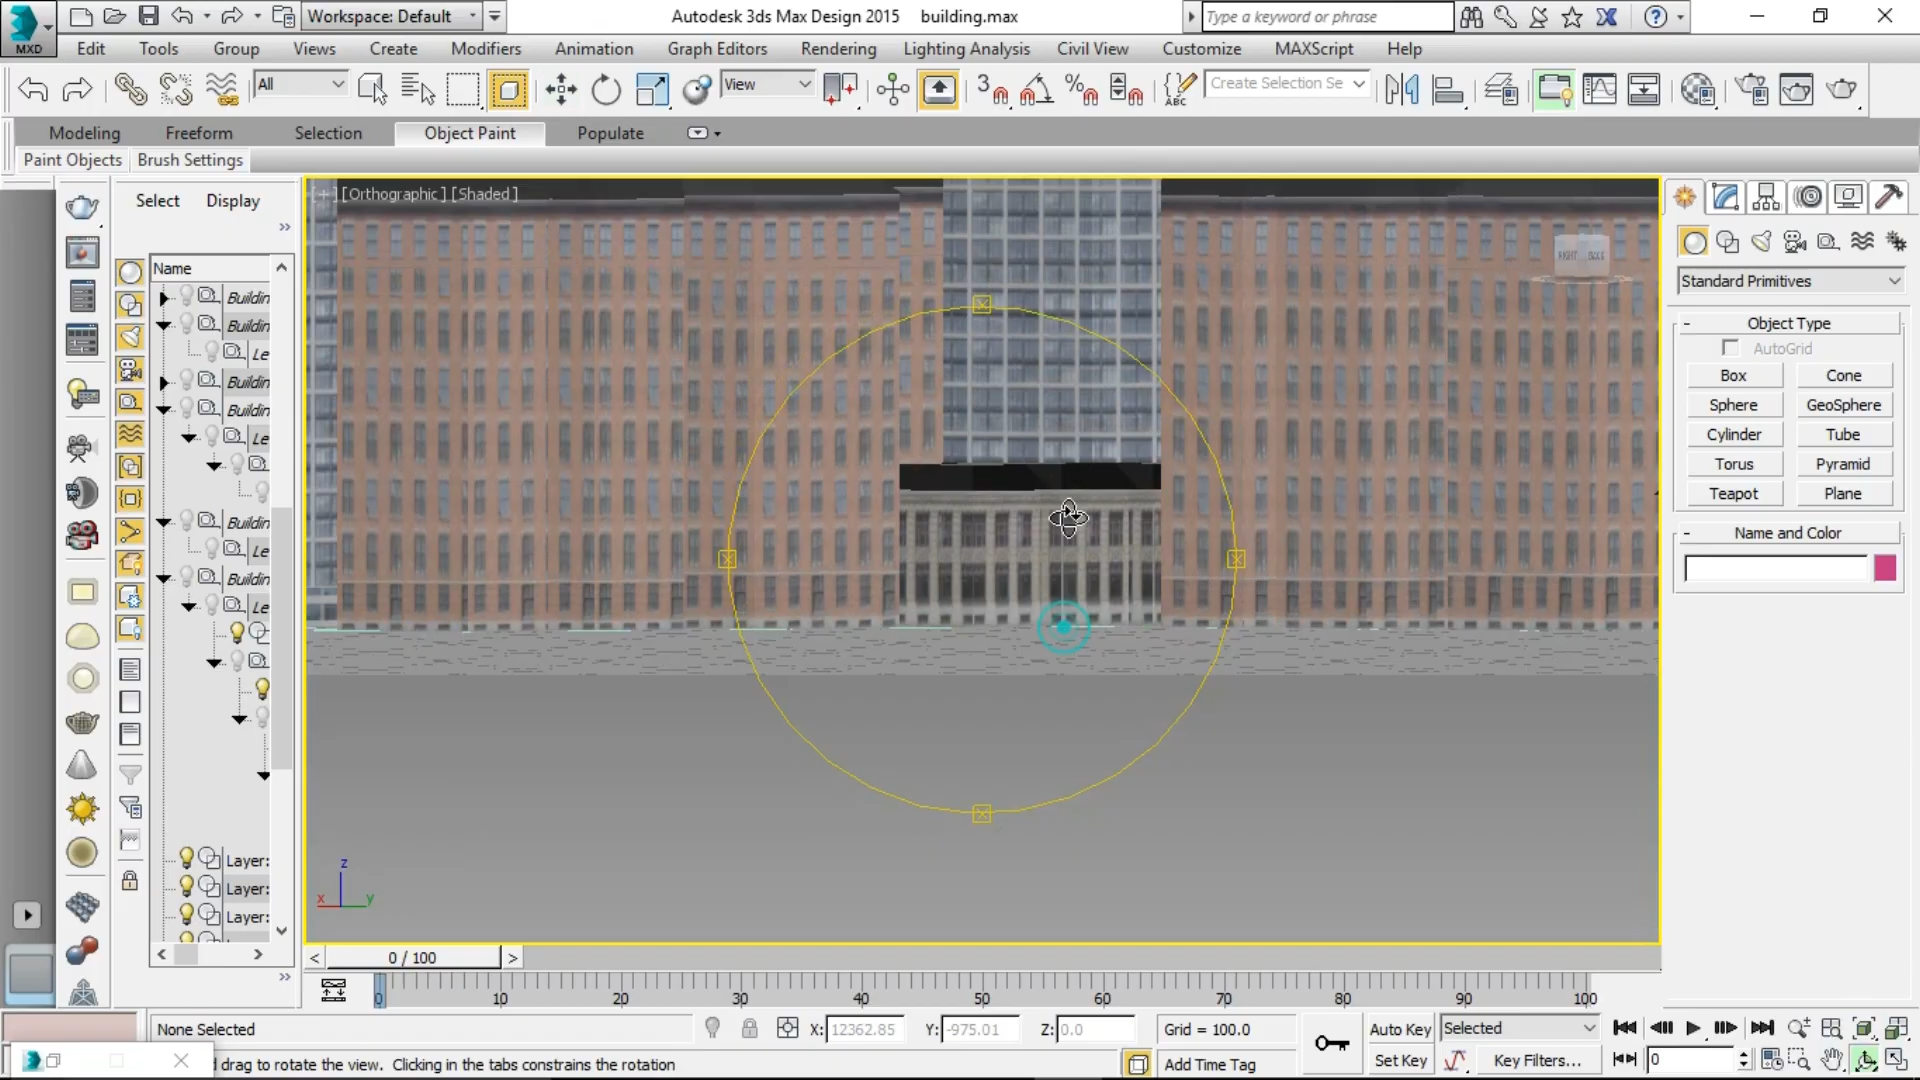 Workspace: Default
Autodesk 3ds Max Design 2015 building.max
Type a keyword or phrase
MXD
Edit Tools Group Views Create Modifiers Animation Graph Editors Rendering Lighting Analysis Civil View Customize MAXScript Help
All
View
3
%
ABC
Create Selection Se
Modeling Freeform Selection Object Paint Populate
Paint Objects Brush Settings
Select Display
[+] [Orthographic] [Shaded]
RIGHT BACK
Name
Buildin
Buildin
Le
Buildin
Buildin
Le
Buildin
Le
Buildin
Le
Layer:
Layer:
Layer:
Standard Primitives
Object Type
AutoGrid
Box Cone
Sphere GeoSphere
Cylinder Tube
Torus Pyramid
Teapot Plane
Name and Color
z
x y
0 / 100
0 10 20 30 40 50 60 70 80 90 100
None Selected
X: 12362.85 Y: -975.01 Z: 0.0
Grid = 100.0
Auto Key Selected
drag to rotate the view. Clicking in the tabs constrains the rotation
Add Time Tag
Set Key Key Filters...
0